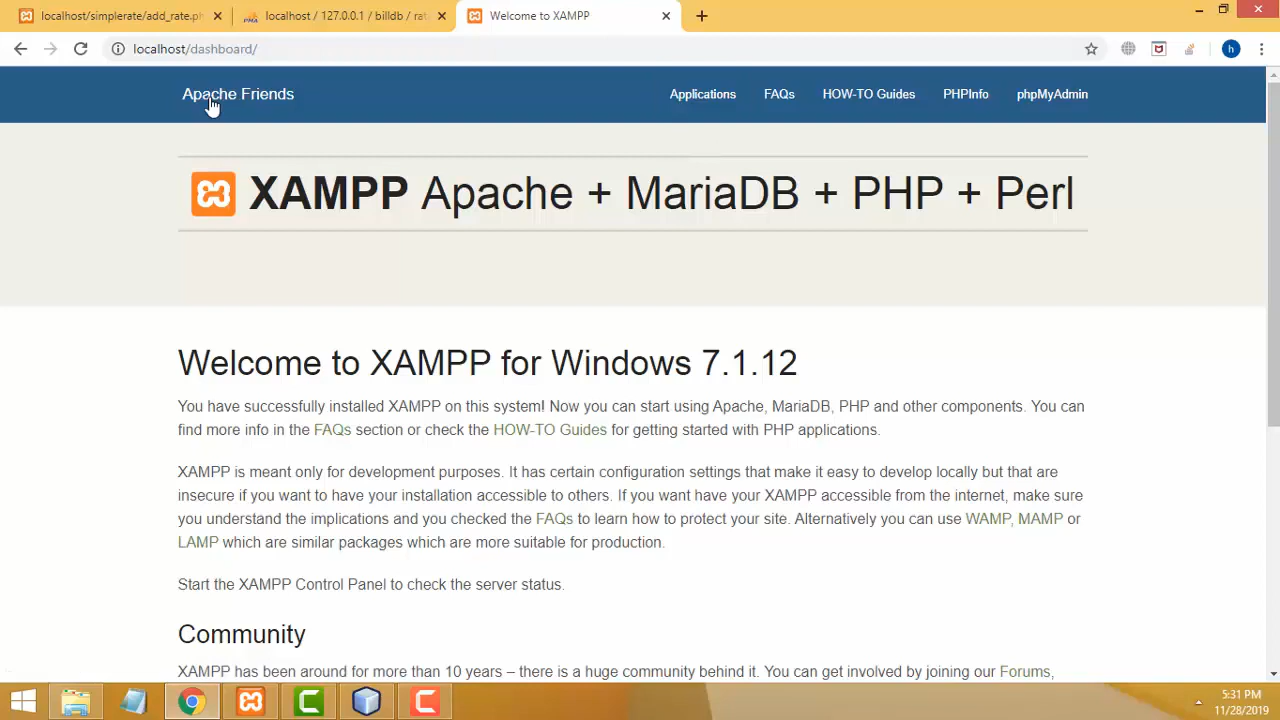 localhost/simplerate/add_rate.ph
localhost / 127.0.0.1 / billdb / rat
Welcome to XAMPP
localhost/dashboard/
h
Apache Friends
Applications
FAQs
HOW-TO Guides
PHPInfo
phpMyAdmin
XAMPP Apache + MariaDB + PHP + Perl
Welcome to XAMPP for Windows 7.1.12
You have successfully installed XAMPP on this system! Now you can start using Apache, MariaDB, PHP and other components. You can
find more info in the FAQs section or check the HOW-TO Guides for getting started with PHP applications.
XAMPP is meant only for development purposes. It has certain configuration settings that make it easy to develop locally but that are
insecure if you want to have your installation accessible to others. If you want have your XAMPP accessible from the internet, make sure
you understand the implications and you checked the FAQs to learn how to protect your site. Alternatively you can use WAMP, MAMP or
LAMP which are similar packages which are more suitable for production.
Start the XAMPP Control Panel to check the server status.
Community
XAMPP has been around for more than 10 years – there is a huge community behind it. You can get involved by joining our Forums,
5:31 PM
11/28/2019